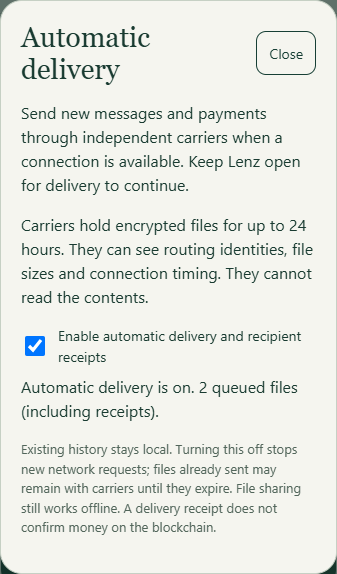 Automatic
delivery
Close
Send new messages and payments
through independent carriers when a
connection is available. Keep Lenz open
for delivery to continue.
Carriers hold encrypted files for up to 24
hours. They can see routing identities, file
sizes and connection timing. They cannot
read the contents.
Enable automatic delivery and recipient
receipts
Automatic delivery is on. 2 queued files
(including receipts).
Existing history stays local. Turning this off stops
new network requests; files already sent may
remain with carriers until they expire. File sharing
still works offline. A delivery receipt does not
confirm money on the blockchain.